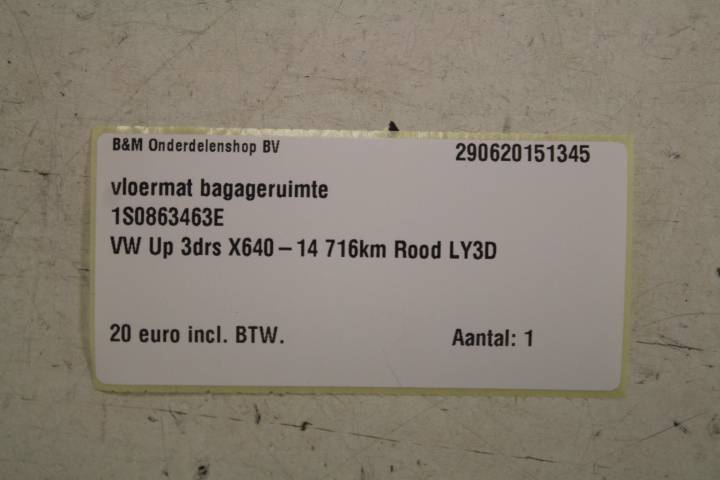 B&M Onderdelenshop BV 290620151345
vloermat bagageruimte
1S0863463E
VW Up 3drs X640-14 716km Rood LY3D
20 euro incl. BTW. Aantal: 1